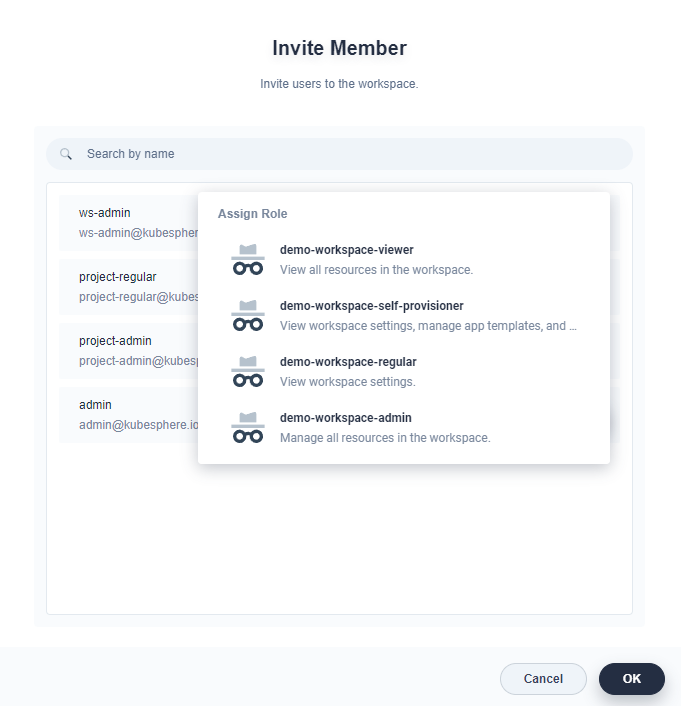 Invite Member
Invite users to the workspace.
Search by name
ws-admin
ws-admin@kubesphere
project-regular
project-regular@kubes
project-admin
project-admin@kubesp
admin
admin@kubesphere.io
Assign Role
demo-workspace-viewer
View all resources in the workspace.
demo-workspace-self-provisioner
View workspace settings, manage app templates, and ...
demo-workspace-regular
View workspace settings.
demo-workspace-admin
Manage all resources in the workspace.
Cancel
OK